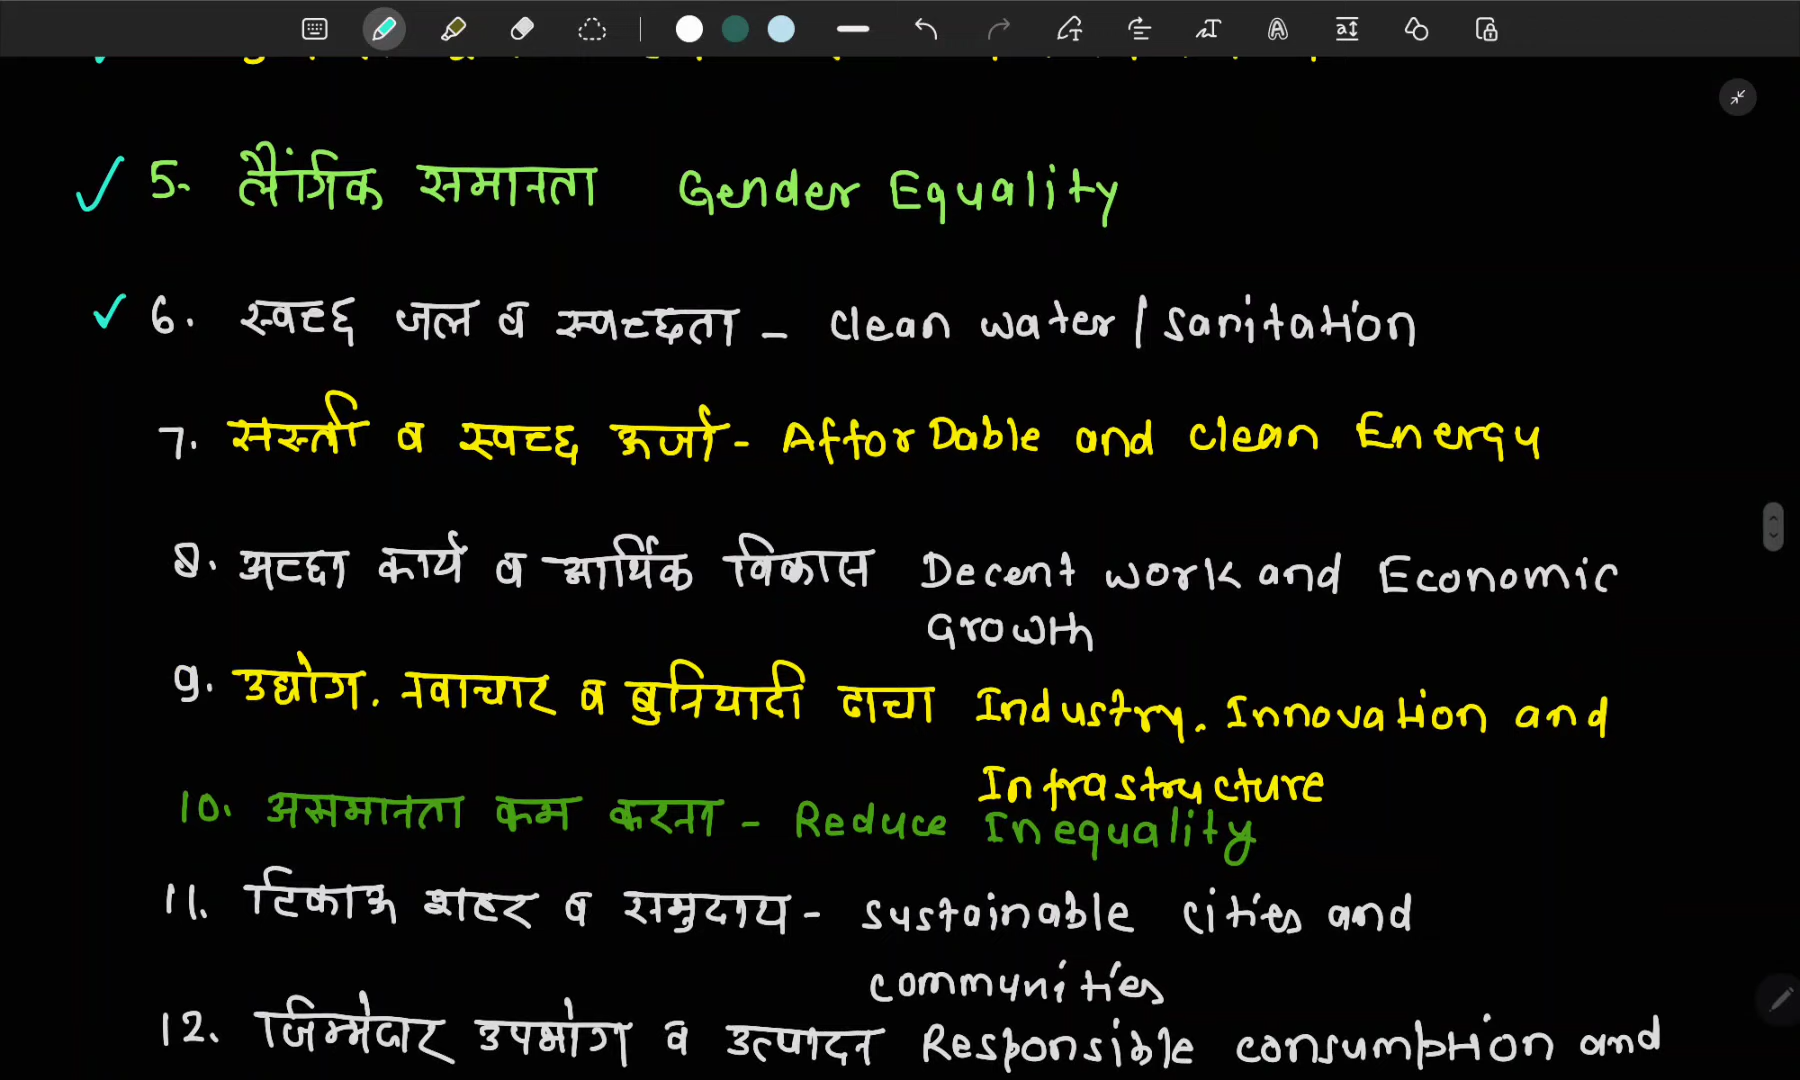 5. लैंगिक समानता Gender Equality
6. स्वच्छ जल व स्वच्छता - clean water / sanitation
7. सस्ती व स्वच्छ ऊर्जा - Affordable and clean Energy
8. अच्छा कार्य व आर्थिक विकास Decent work and Economic
Growth
9. उद्योग. नवाचार व बुनियादी ढाचा Industry. Innovation and
Infrastructure
10. असमानता कम करना - Reduce Inequality
11. टिकाऊ शहर व समुदाय - sustainable cities and
communities
12. जिम्मेदार उपभोग व उत्पादन Responsible consumption and